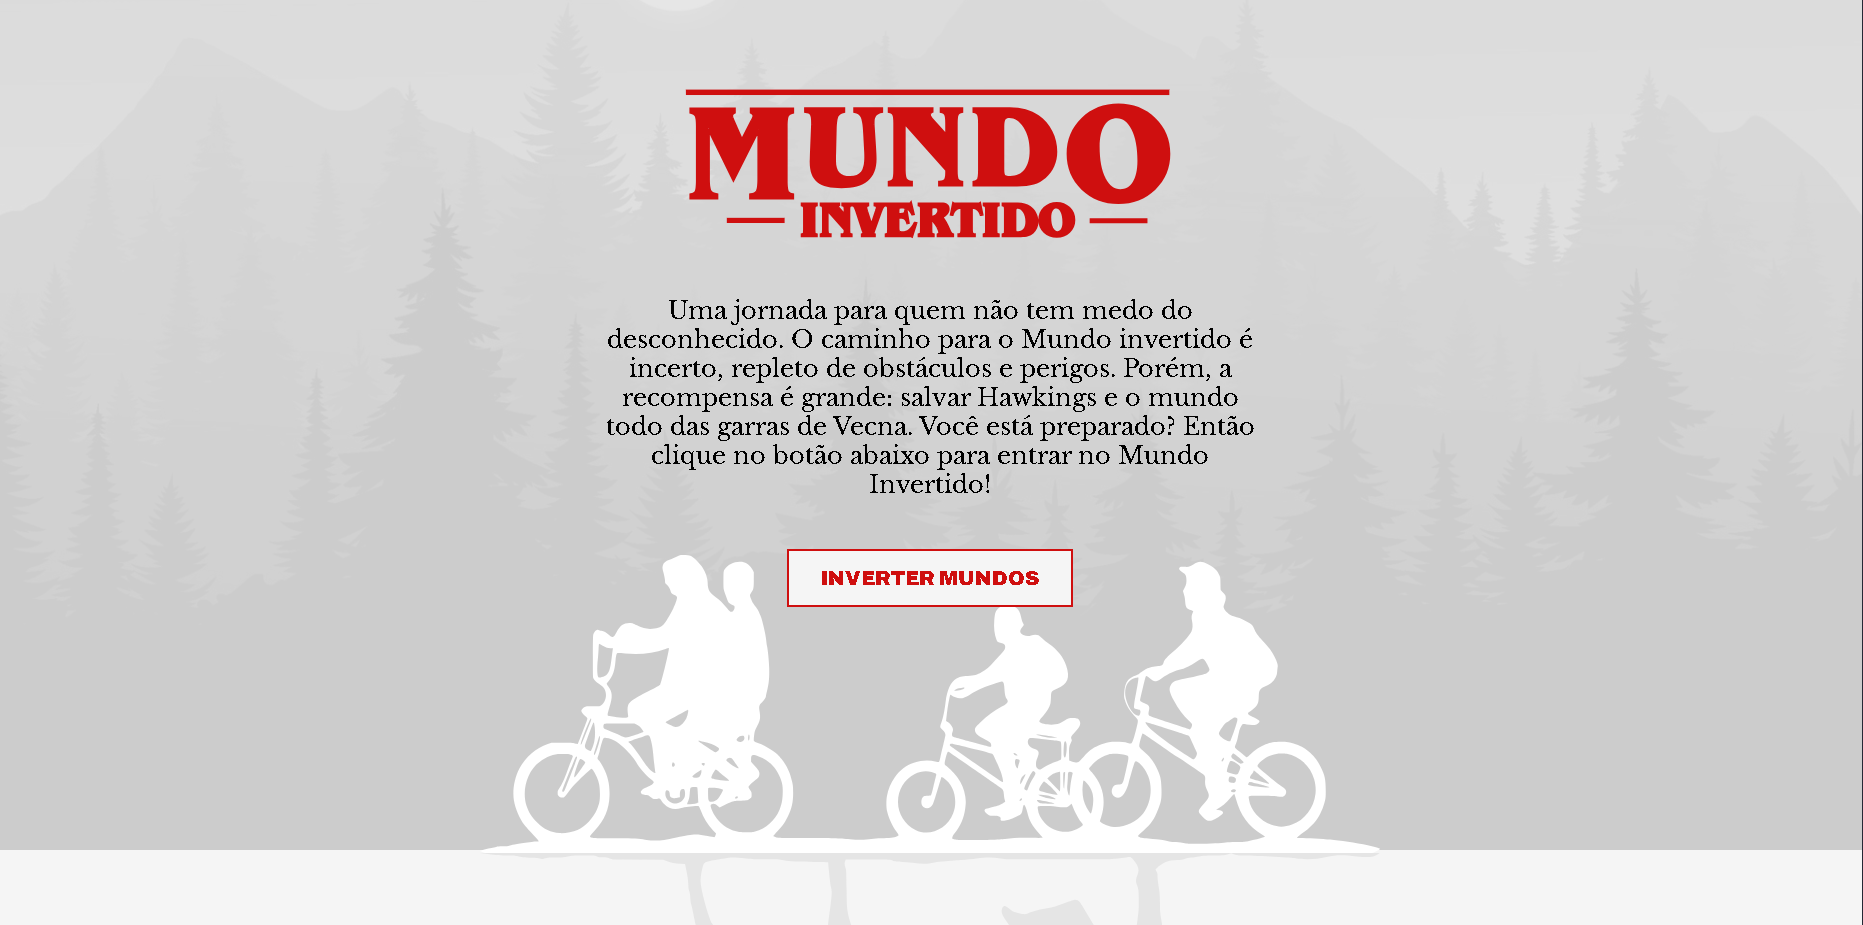 MUNDO
INVERTIDO
Uma jornada para quem não tem medo do
desconhecido. O caminho para o Mundo invertido é
incerto, repleto de obstáculos e perigos. Porém, a
recompensa é grande: salvar Hawkings e o mundo
todo das garras de Vecna. Você está preparado? Então
clique no botão abaixo para entrar no Mundo
Invertido!
INVERTER MUNDOS